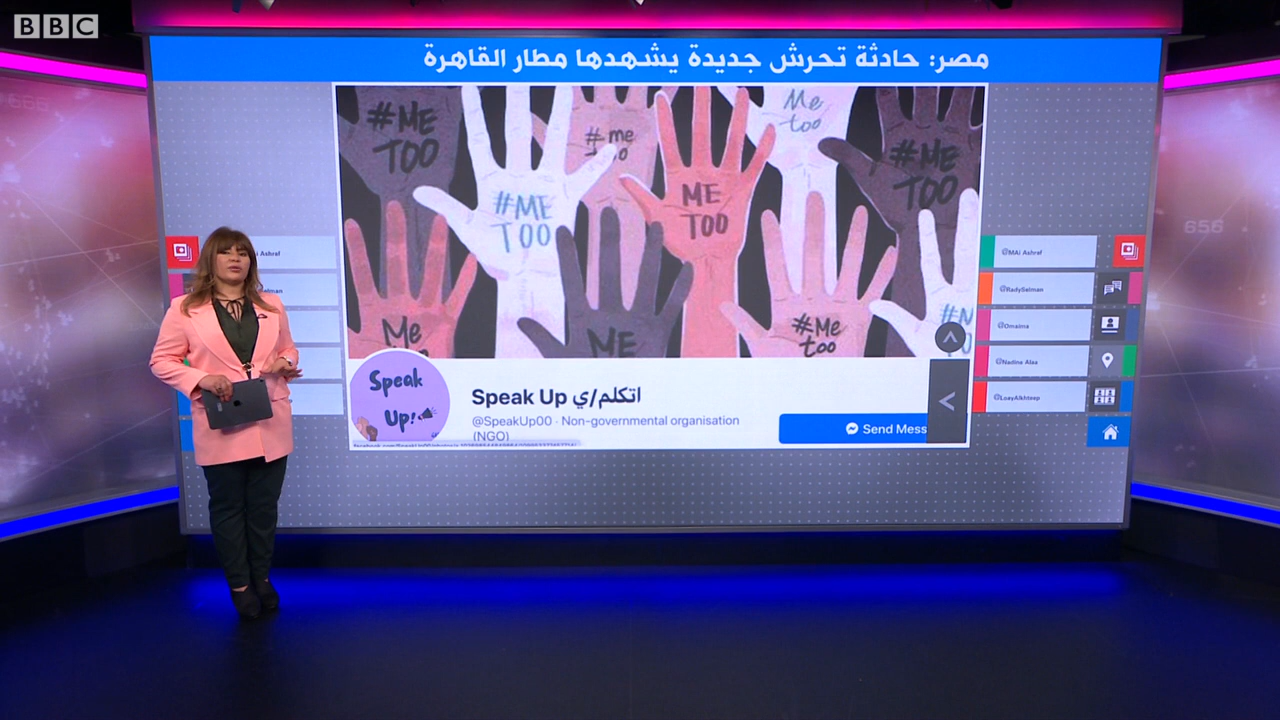 BBC
مصر: حادثة تحرش جديدة يشهدها مطار القاهرة
#ME TOO
#me
Me too
#ME TOO
#ME TOO
ME TOO
Me
ME
#Me too
Speak Up!
Speak Up اتكلم/ي
@SpeakUp00 · Non-governmental organisation
(NGO)
Send Mess
Ashraf
@MAi Ashraf
@RadySelman
@Omaima
@Nadine Alaa
@LoayAlkhteep
656